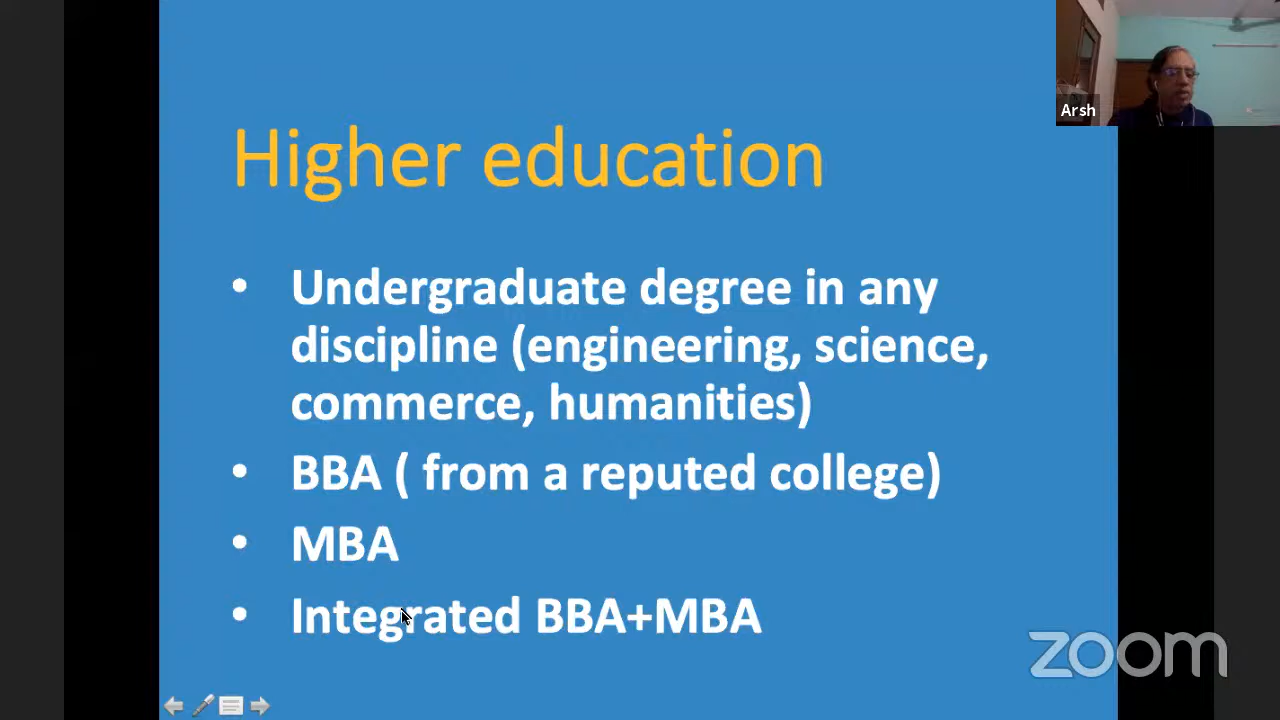 Arsh
Higher education
• Undergraduate degree in any
discipline (engineering, science,
commerce, humanities)
• BBA ( from a reputed college)
• MBA
• Integrated BBA+MBA
zoom